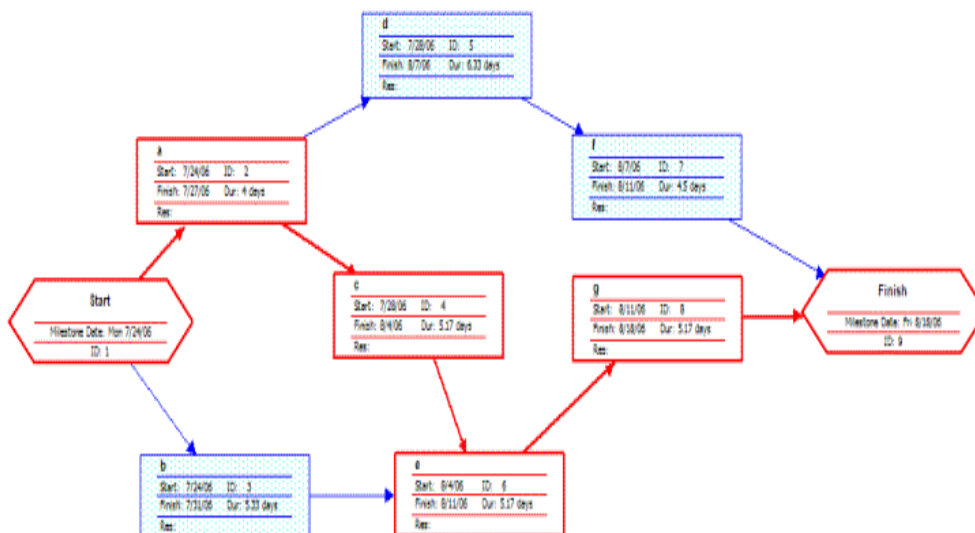 d
Start: 7/28/06 ID: 5
Finish: 8/7/06 Dur: 6.33 days
Res:
a
Start: 7/24/06 ID: 2
Finish: 7/27/06 Dur: 4 days
Res:
f
Start: 8/7/06 ID: 7
Finish: 8/11/06 Dur: 4.5 days
Res:
Start
Milestone Date: Mon 7/24/06
ID: 1
c
Start: 7/28/06 ID: 4
Finish: 8/4/06 Dur: 5.17 days
Res:
g
Start: 8/11/06 ID: 8
Finish: 8/18/06 Dur: 5.17 days
Res:
Finish
Milestone Date: Fri 8/18/06
ID: 9
b
Start: 7/24/06 ID: 3
Finish: 7/31/06 Dur: 5.33 days
Res:
e
Start: 8/4/06 ID: 6
Finish: 8/11/06 Dur: 5.17 days
Res: